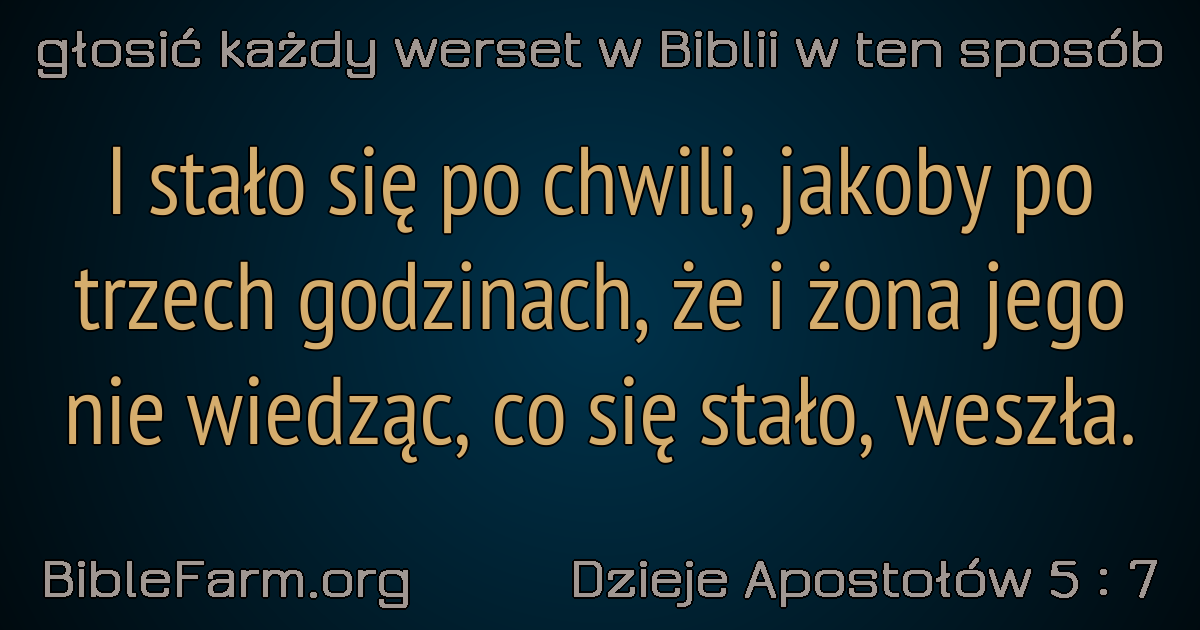 głosić każdy werset w Biblii w ten sposób
I stało się po chwili, jakoby po
trzech godzinach, że i żona jego
nie wiedząc, co się stało, weszła.
BibleFarm.org
Dzieje Apostołów 5 : 7